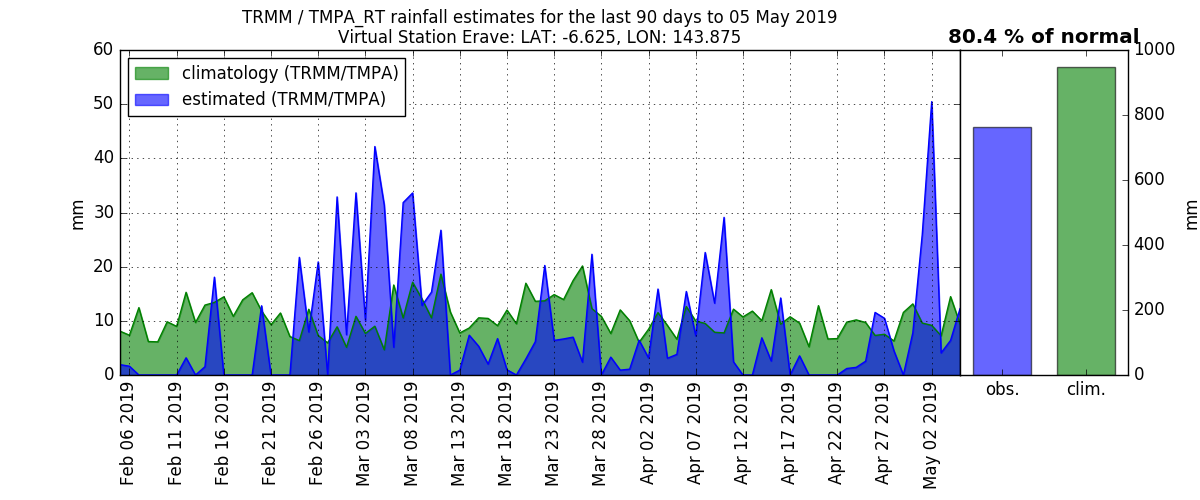 TRMM / TMPA_RT rainfall estimates for the last 90 days to 05 May 2019
Virtual Station Erave: LAT: -6.625, LON: 143.875
80.4 % of normal
climatology (TRMM/TMPA)
estimated (TRMM/TMPA)
60
50
40
30
20
10
0
mm
Feb 06 2019
Feb 11 2019
Feb 16 2019
Feb 21 2019
Feb 26 2019
Mar 03 2019
Mar 08 2019
Mar 13 2019
Mar 18 2019
Mar 23 2019
Mar 28 2019
Apr 02 2019
Apr 07 2019
Apr 12 2019
Apr 17 2019
Apr 22 2019
Apr 27 2019
May 02 2019
obs.
clim.
1000
800
600
400
200
0
mm